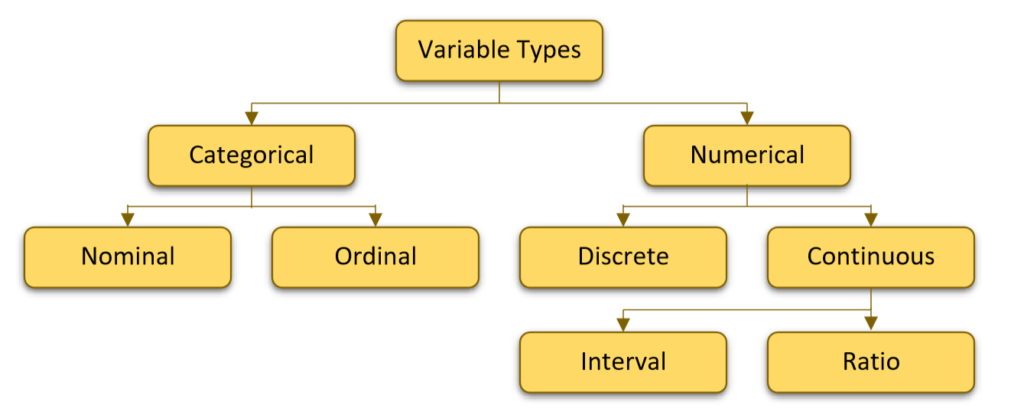 Variable Types
Categorical
Numerical
Nominal
Ordinal
Discrete
Continuous
Interval
Ratio